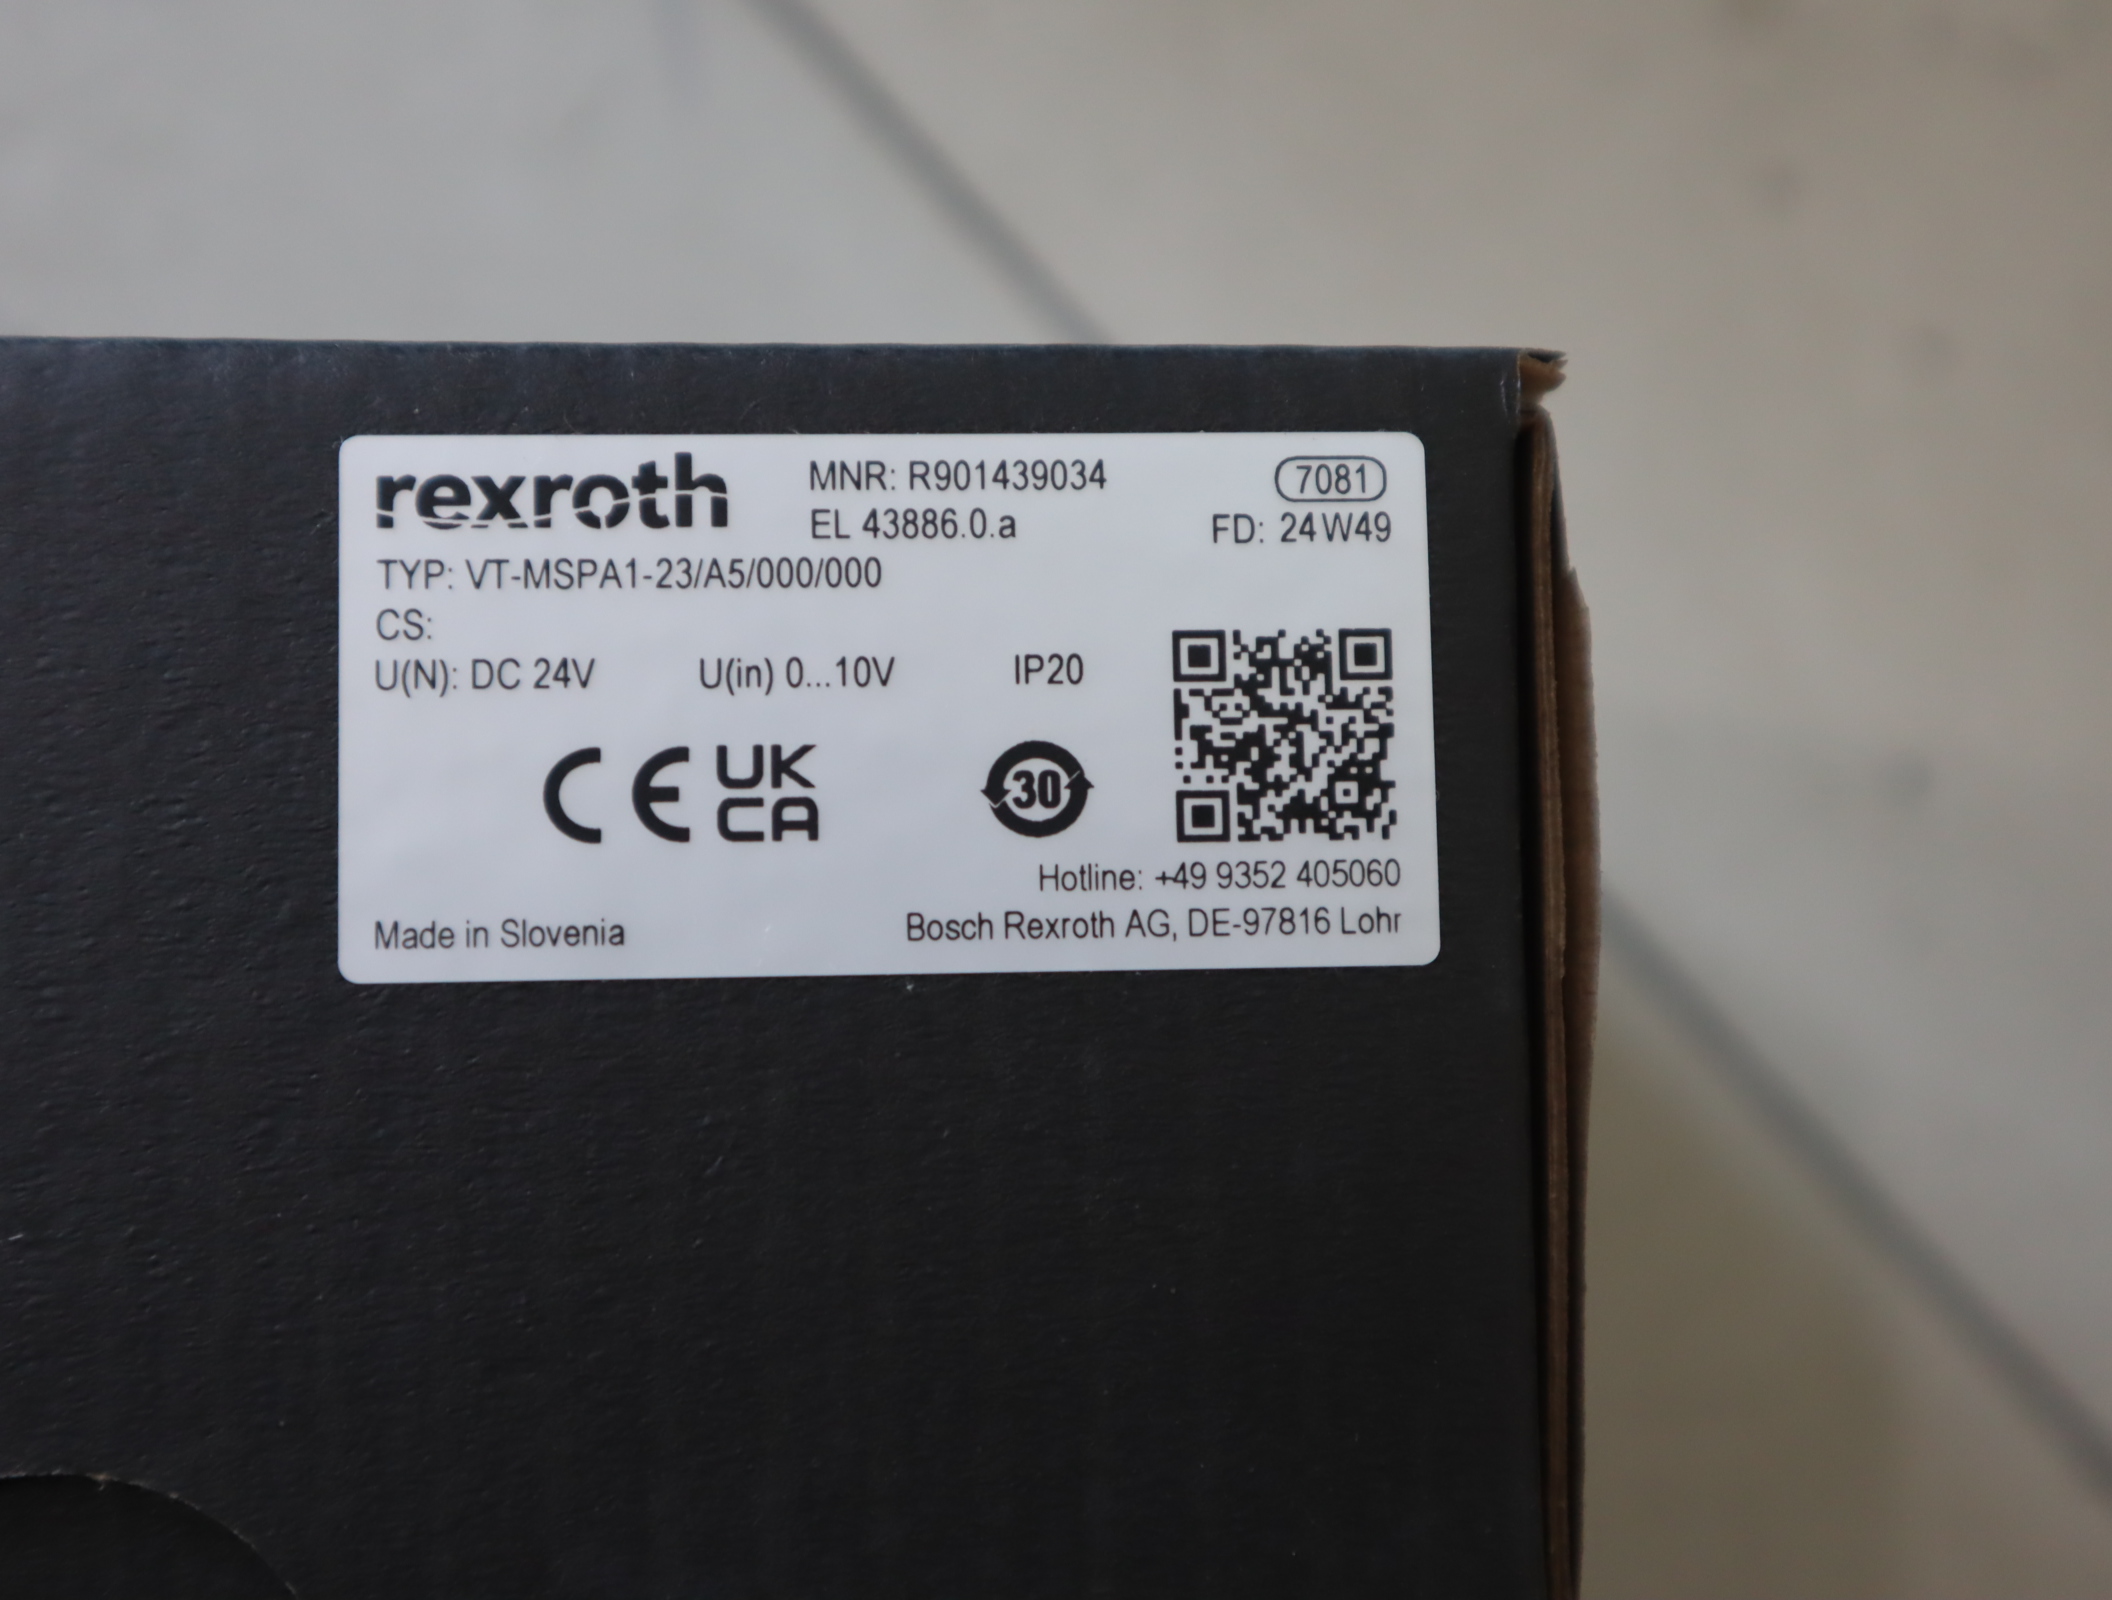 rexroth
MNR: R901439034
7081
EL 43886.0.a
FD: 24W49
TYP: VT-MSPA1-23/A5/000/000
CS:
U(N): DC 24V U(in) 0...10V IP20
CE UK
CA
30
Hotline: +49 9352 405060
Made in Slovenia
Bosch Rexroth AG, DE-97816 Lohr